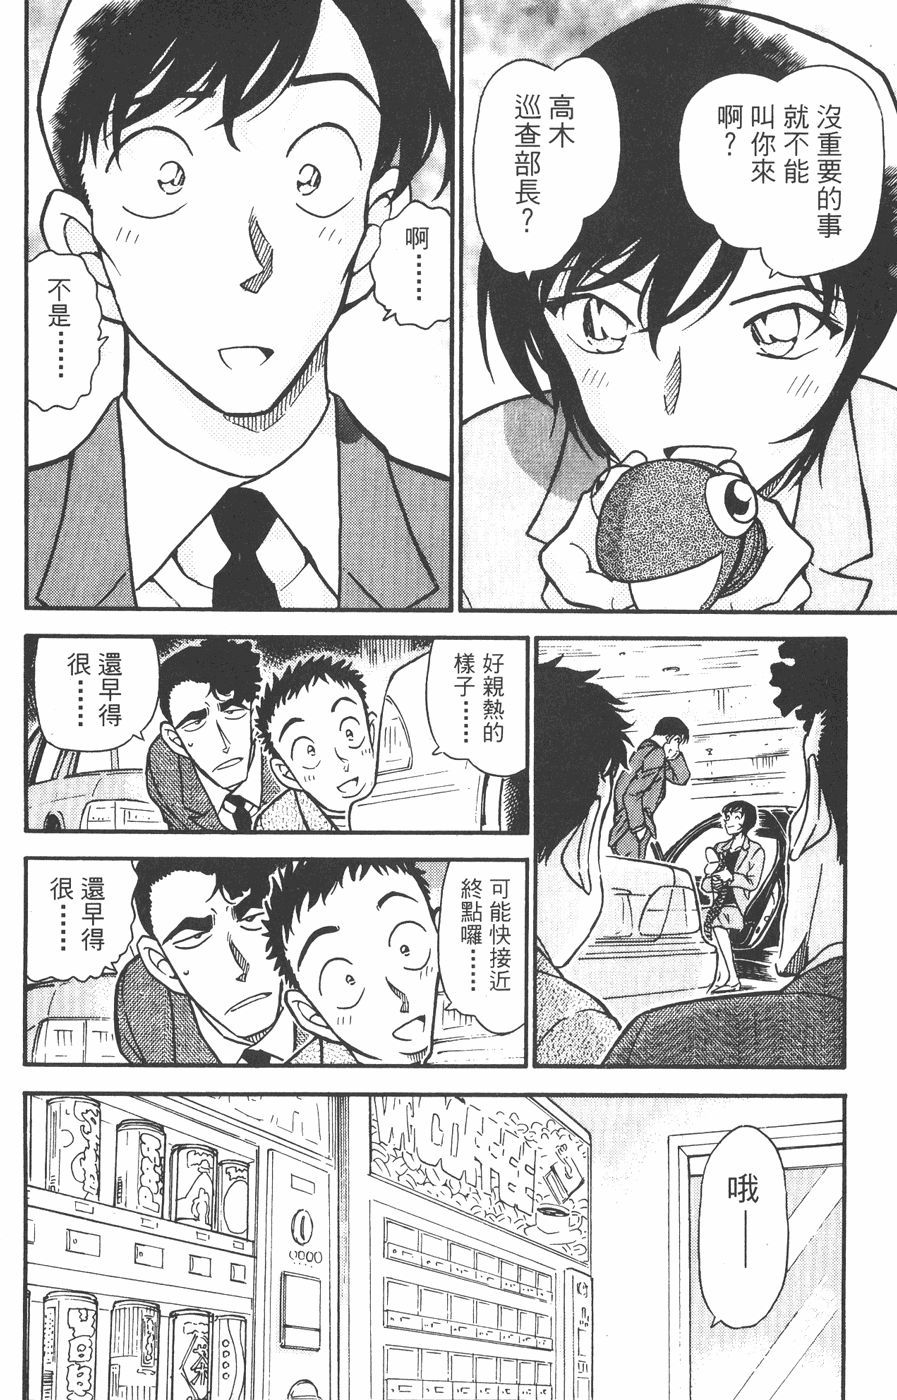 沒重要的事
就不能
叫你來
啊？
高木
巡查部長？
啊……
不是……
好親熱的
樣子……
還早得
很……
可能快接近
終點囉……
還早得
很……
哦—